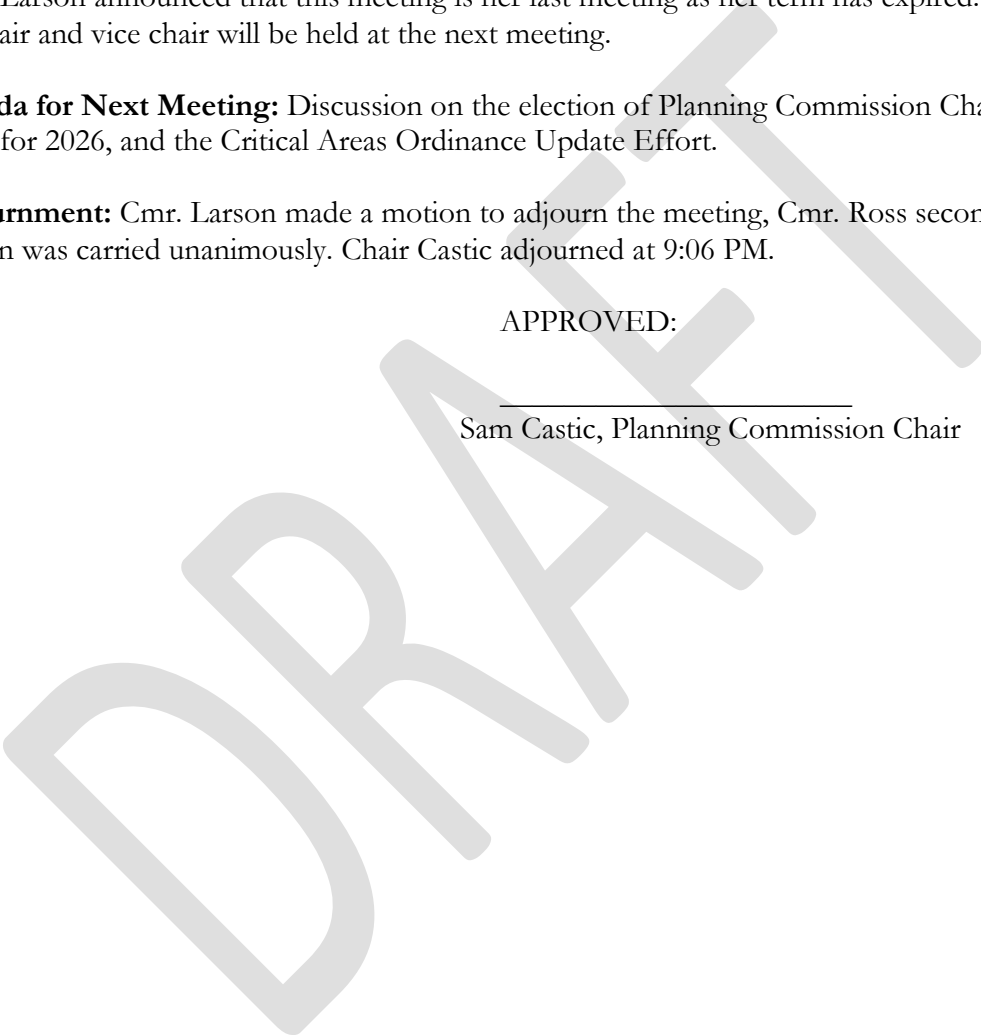 Larson announced that this meeting is her last meeting as her term has expired.
air and vice chair will be held at the next meeting.
da for Next Meeting: Discussion on the election of Planning Commission Cha
for 2026, and the Critical Areas Ordinance Update Effort.
urnment: Cmr. Larson made a motion to adjourn the meeting, Cmr. Ross secon
n was carried unanimously. Chair Castic adjourned at 9:06 PM.
APPROVED:
Sam Castic, Planning Commission Chair
DRAFT